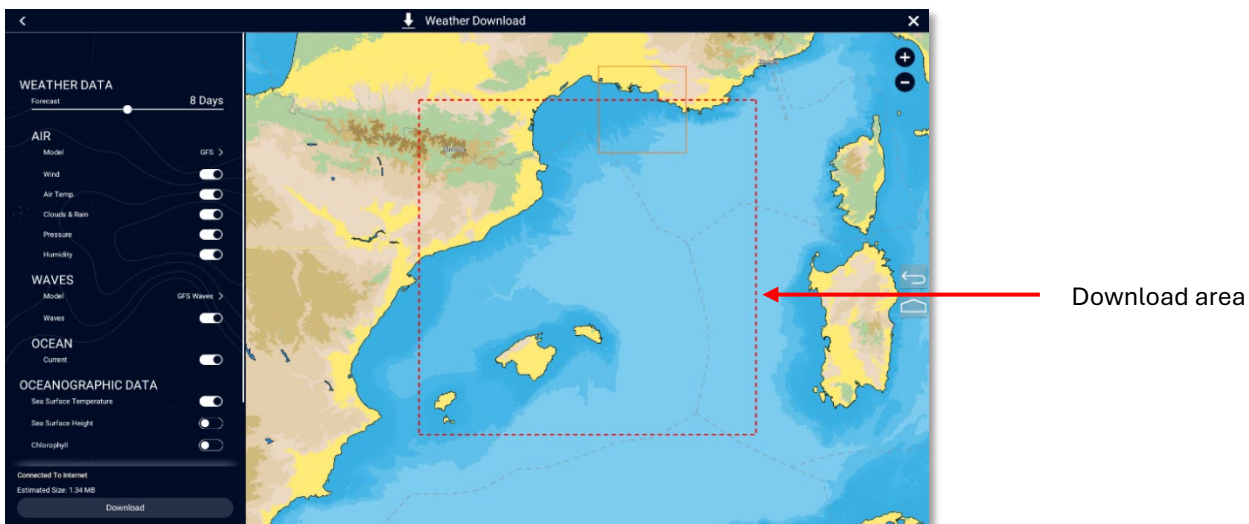 Weather Download
WEATHER DATA
Forecast 8 Days
AIR
Model GFS >
Wind
Air Temp.
Clouds & Rain
Pressure
Humidity
WAVES
Model GFS Waves >
Waves
OCEAN
Current
OCEANOGRAPHIC DATA
Sea Surface Temperature
Sea Surface Height
Chlorophyll
Connected To Internet
Estimated Size: 1.34 MB
Download
Download area